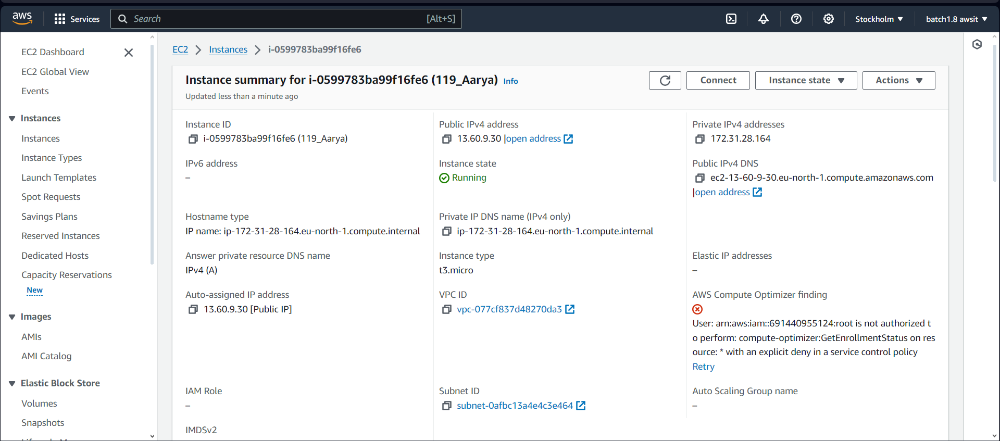 aws
Services
Search
[Alt+S]
Stockholm
batch1.8 awsit
EC2 Dashboard
EC2 Global View
Events
Instances
Instances
Instance Types
Launch Templates
Spot Requests
Savings Plans
Reserved Instances
Dedicated Hosts
Capacity Reservations
New
Images
AMIs
AMI Catalog
Elastic Block Store
Volumes
Snapshots
EC2
Instances
i-0599783ba99f16fe6
Instance summary for i-0599783ba99f16fe6 (119_Aarya) Info
Updated less than a minute ago
Connect
Instance state
Actions
Instance ID
i-0599783ba99f16fe6 (119_Aarya)
Public IPv4 address
13.60.9.30 |open address
Private IPv4 addresses
172.31.28.164
IPv6 address
–
Instance state
Running
Public IPv4 DNS
ec2-13-60-9-30.eu-north-1.compute.amazonaws.com
|open address
Hostname type
IP name: ip-172-31-28-164.eu-north-1.compute.internal
Private IP DNS name (IPv4 only)
ip-172-31-28-164.eu-north-1.compute.internal
Answer private resource DNS name
IPv4 (A)
Instance type
t3.micro
Elastic IP addresses
–
Auto-assigned IP address
13.60.9.30 [Public IP]
VPC ID
vpc-077cf837d48270da3
AWS Compute Optimizer finding
User: arn:aws:iam::691440955124:root is not authorized t
o perform: compute-optimizer:GetEnrollmentStatus on res
ource: * with an explicit deny in a service control policy
Retry
IAM Role
–
Subnet ID
subnet-0afbc13a4e4c3e464
Auto Scaling Group name
–
IMDSv2